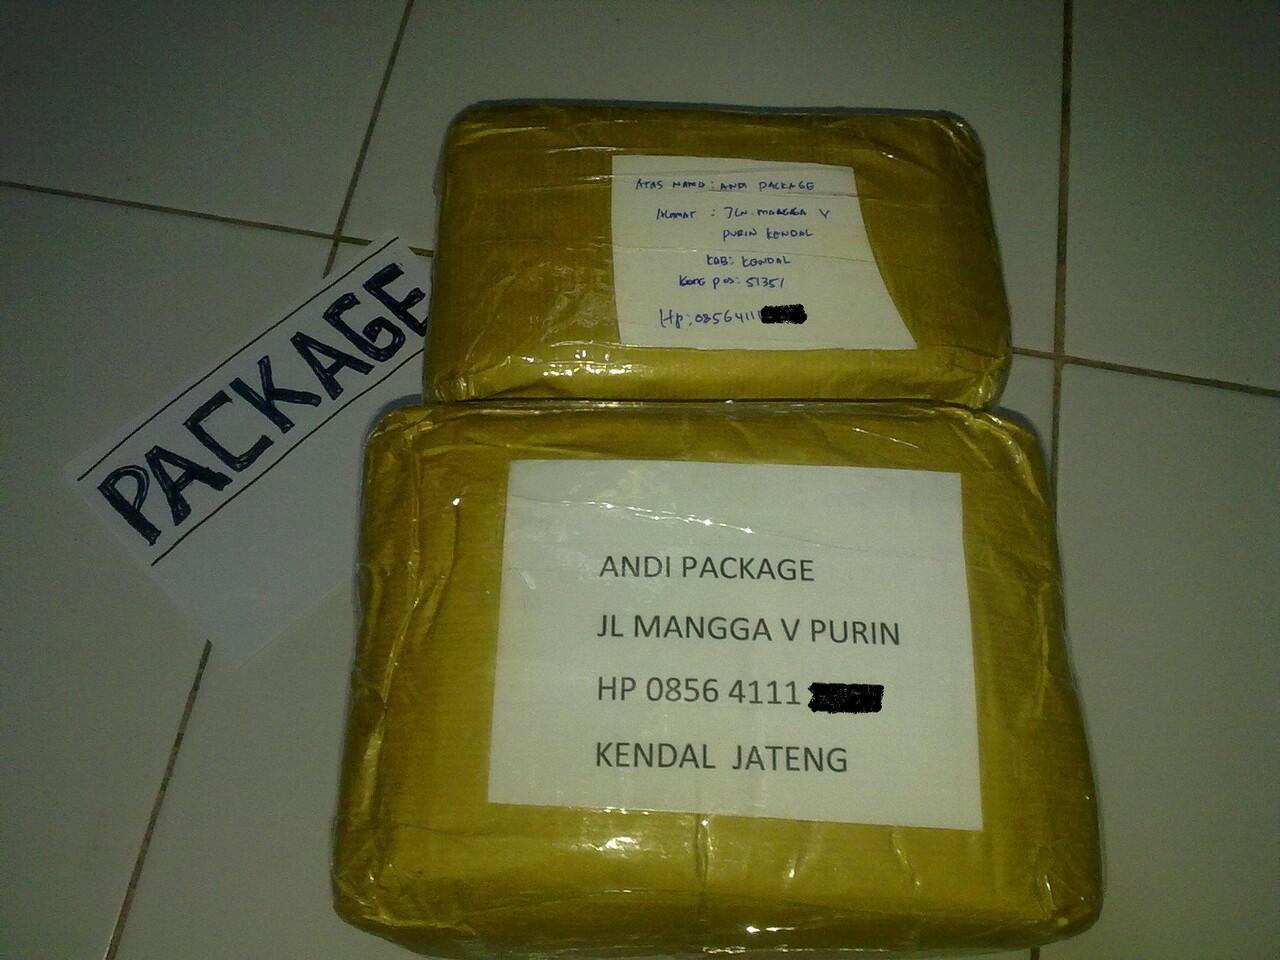 PACKAGE
ATAS NAMA: ANDI PACKAGE
ALAMAT : JLN. MANGGA V
PURIN KENDAL
KAB: KENDAL
KODE POS: 51351
Hp: 08564111
ANDI PACKAGE
JL MANGGA V PURIN
HP 0856 4111
KENDAL JATENG